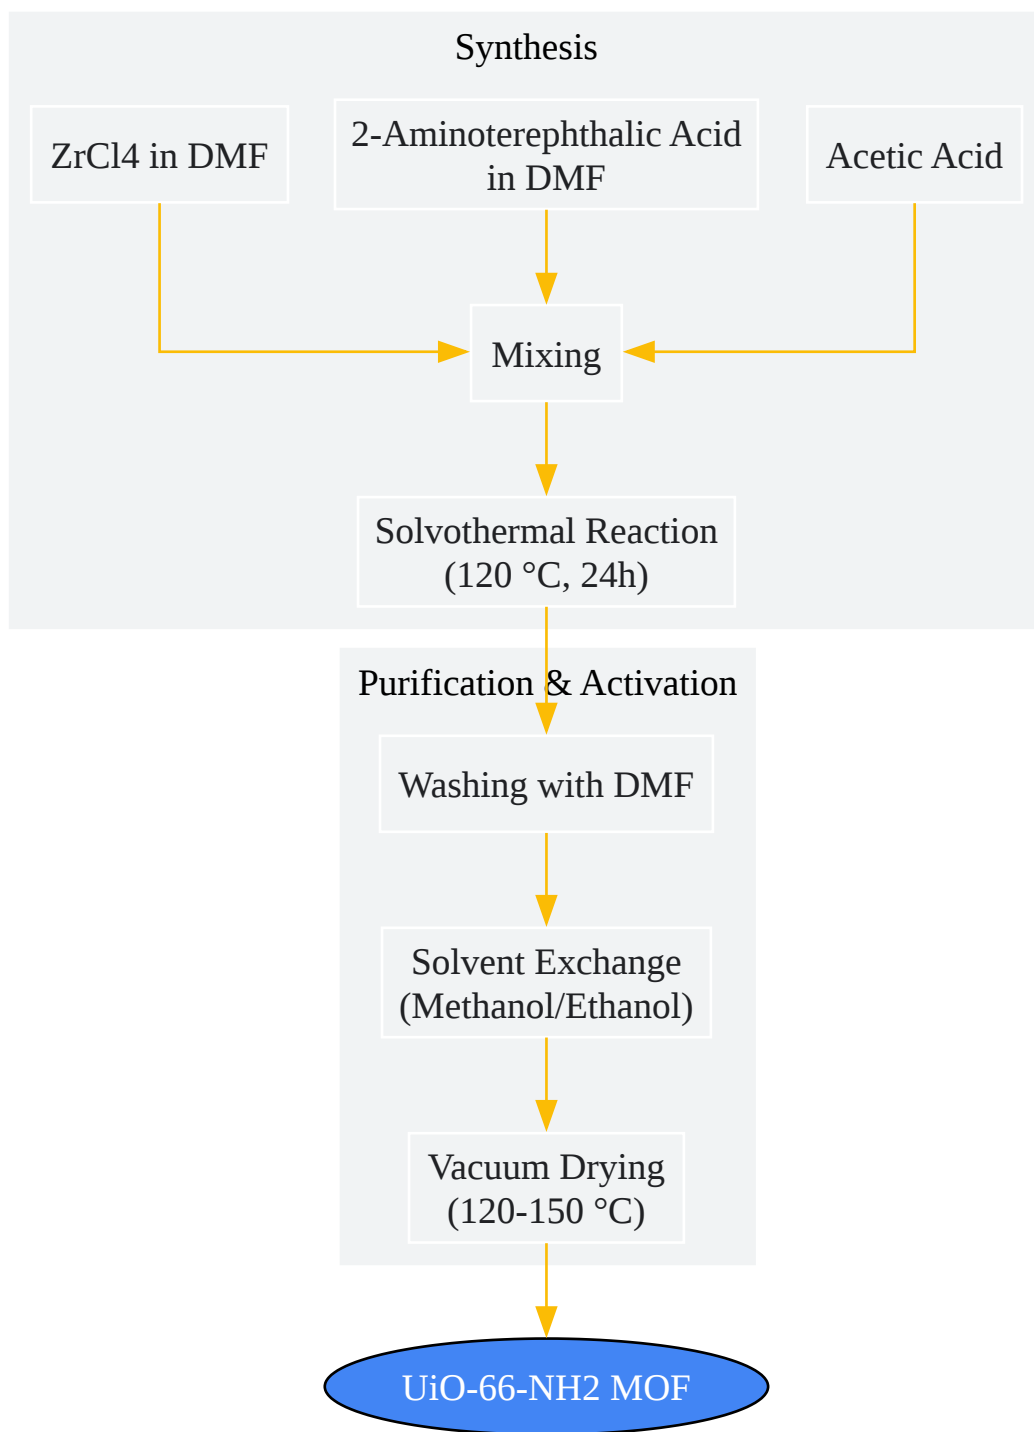 Synthesis
ZrCl4 in DMF
2-Aminoterephthalic Acid
in DMF
Acetic Acid
Mixing
Solvothermal Reaction
(120 °C, 24h)
Purification & Activation
Washing with DMF
Solvent Exchange
(Methanol/Ethanol)
Vacuum Drying
(120-150 °C)
UiO-66-NH2 MOF